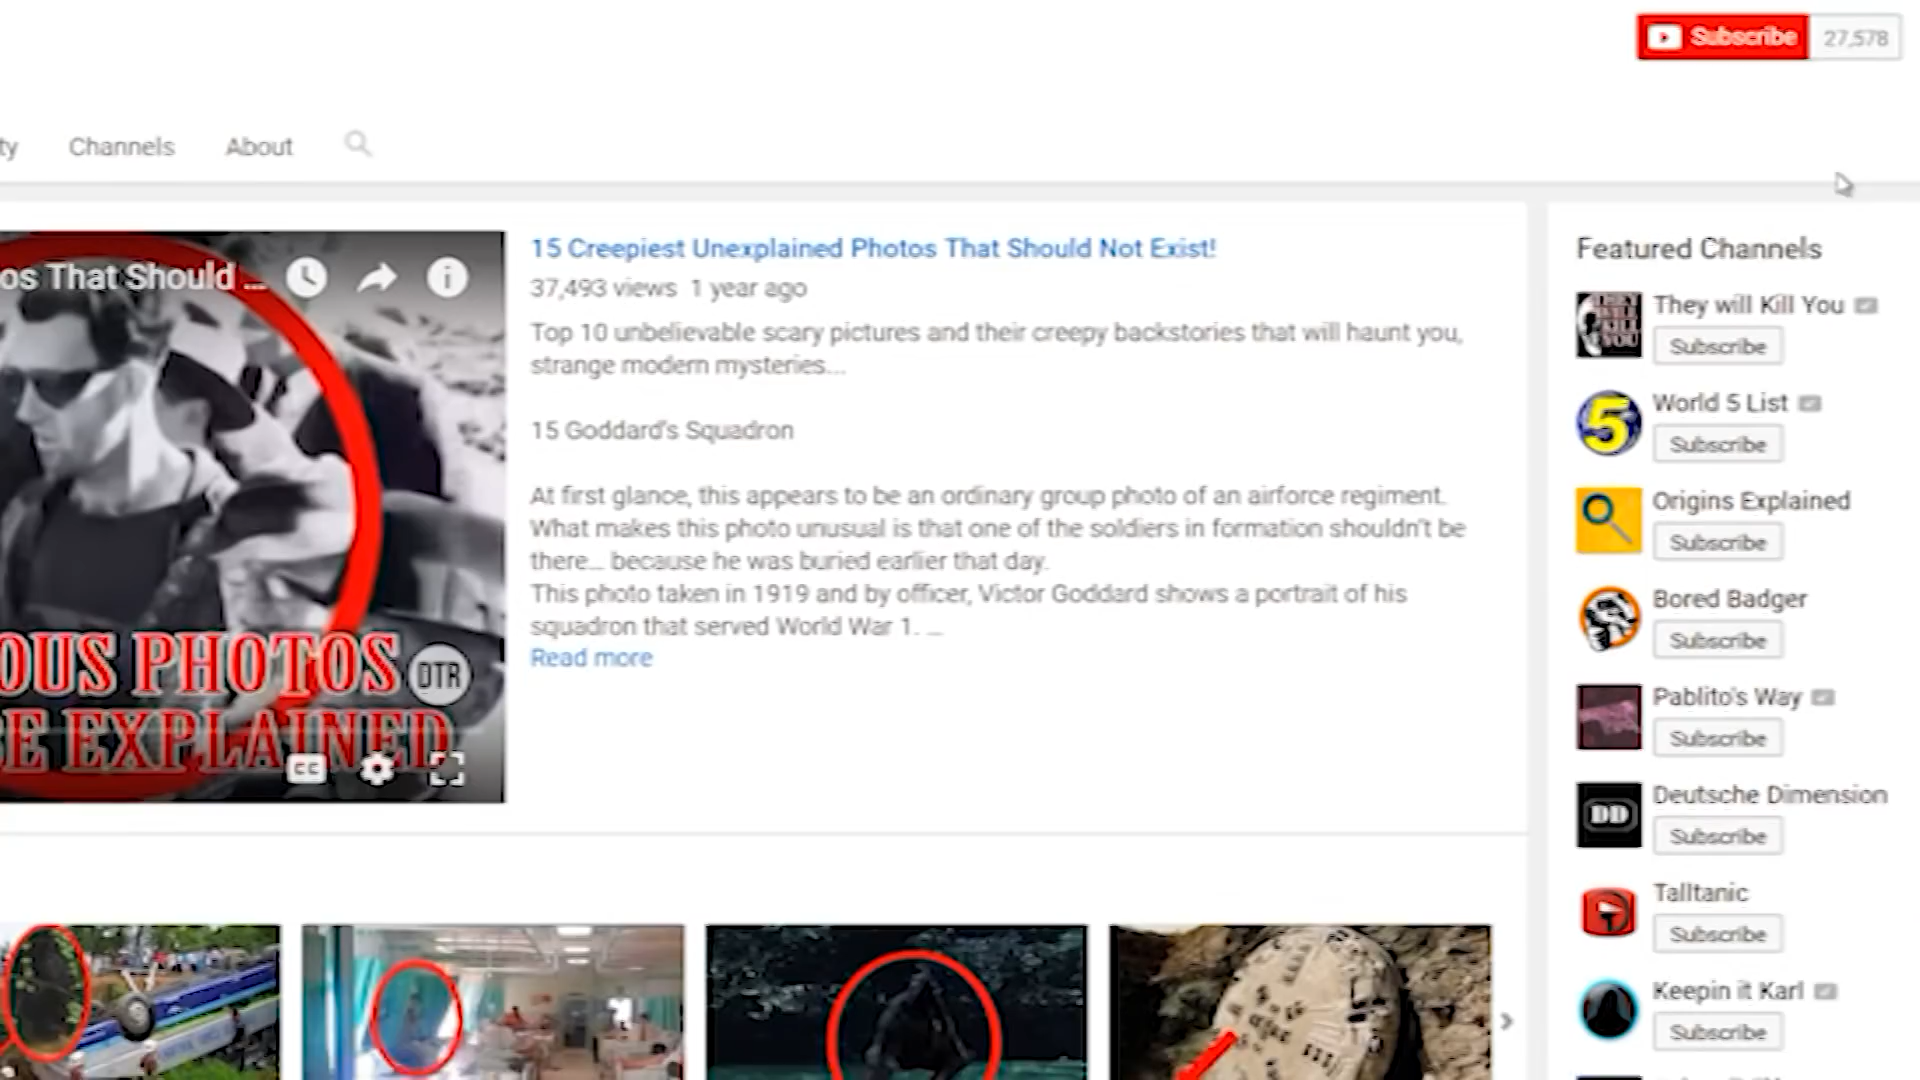 Subscribe 27,578
ty Channels About
os That Should ...
OUS PHOTOS
DTR
E EXPLAINED
CC
15 Creepiest Unexplained Photos That Should Not Exist!
37,493 views 1 year ago
Top 10 unbelievable scary pictures and their creepy backstories that will haunt you,
strange modern mysteries...
15 Goddard's Squadron
At first glance, this appears to be an ordinary group photo of an airforce regiment.
What makes this photo unusual is that one of the soldiers in formation shouldn't be
there... because he was buried earlier that day.
This photo taken in 1919 and by officer, Victor Goddard shows a portrait of his
squadron that served World War 1. ...
Read more
Featured Channels
THEY
WILL
KILL
YOU
They will Kill You
Subscribe
5
World 5 List
Subscribe
Origins Explained
Subscribe
Bored Badger
Subscribe
Pablito's Way
Subscribe
DD
Deutsche Dimension
Subscribe
Talltanic
Subscribe
Keepin it Karl
Subscribe